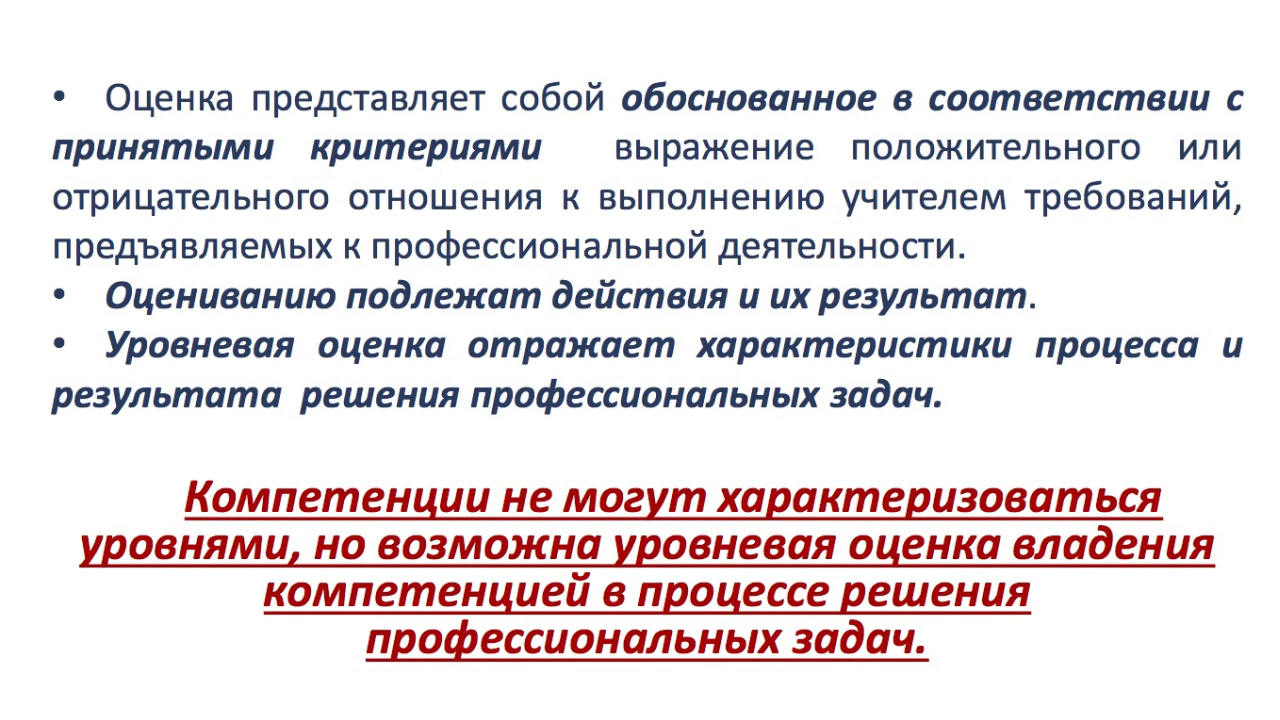 • Оценка представляет собой обоснованное в соответствии с
принятыми критериями выражение положительного или
отрицательного отношения к выполнению учителем требований,
предъявляемых к профессиональной деятельности.
• Оцениванию подлежат действия и их результат.
• Уровневая оценка отражает характеристики процесса и
результата решения профессиональных задач.
Компетенции не могут характеризоваться
уровнями, но возможна уровневая оценка владения
компетенцией в процессе решения
профессиональных задач.